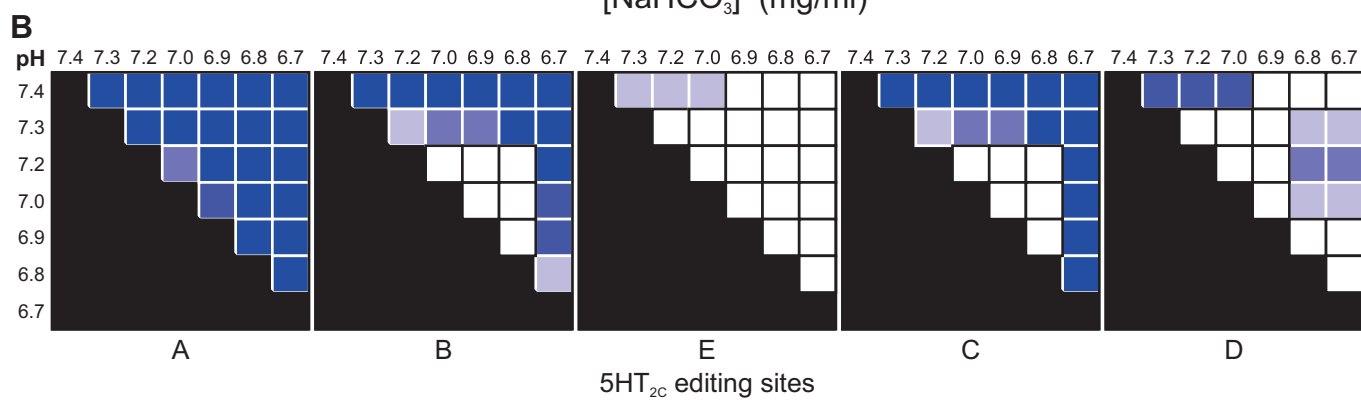 [NaHCO₃] (mg/ml)
B
pH 7.4 7.3 7.2 7.0 6.9 6.8 6.7 7.4 7.3 7.2 7.0 6.9 6.8 6.7 7.4 7.3 7.2 7.0 6.9 6.8 6.7 7.4 7.3 7.2 7.0 6.9 6.8 6.7 7.4 7.3 7.2 7.0 6.9 6.8 6.7
7.4
7.3
7.2
7.0
6.9
6.8
6.7
A B E C D
5HT₂C editing sites